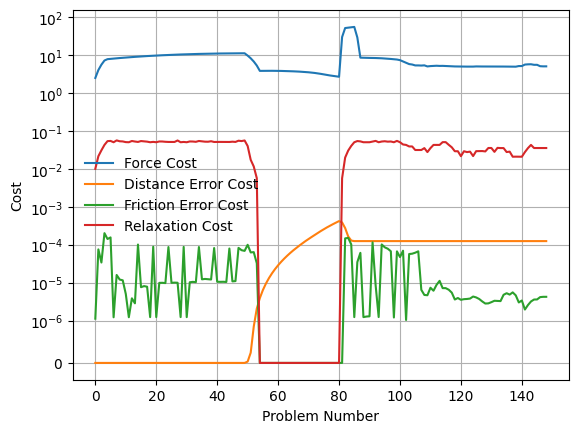 10^2
10^1
10^0
10^-1
10^-2
10^-3
10^-4
10^-5
10^-6
0
Cost
Force Cost
Distance Error Cost
Friction Error Cost
Relaxation Cost
0 20 40 60 80 100 120 140
Problem Number